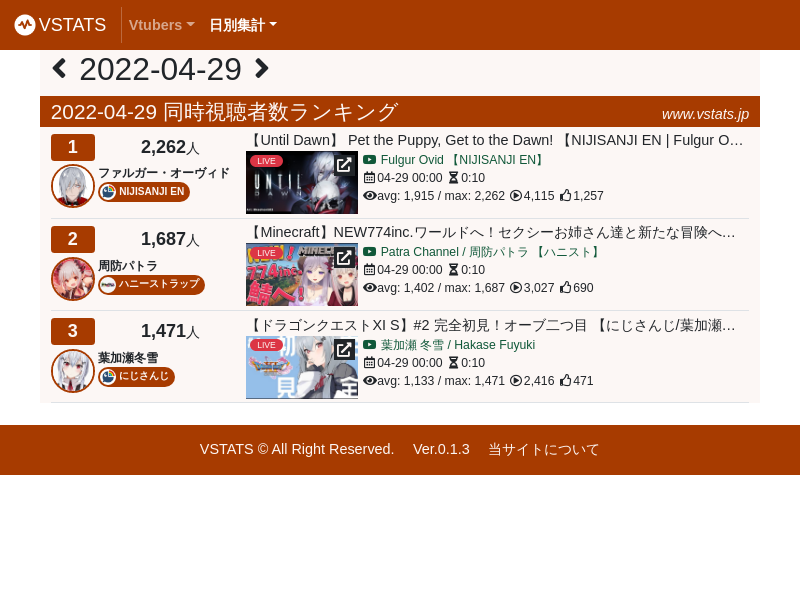 VSTATS Vtubers 日別集計
2022-04-29
2022-04-29 同時視聴者数ランキング www.vstats.jp
1 2,262人
ファルガー・オーヴィド
NIJISANJI EN
【Until Dawn】 Pet the Puppy, Get to the Dawn! 【NIJISANJI EN | Fulgur O…
LIVE
UNTIL
DAWN
Fulgur Ovid 【NIJISANJI EN】
04-29 00:00 0:10
avg: 1,915 / max: 2,262 4,115 1,257
2 1,687人
周防パトラ
ハニーストラップ
【Minecraft】NEW774inc.ワールドへ！セクシーお姉さん達と新たな冒険へ…
LIVE
MINECRAFT
774inc
鯖へ！
Patra Channel / 周防パトラ 【ハニスト】
04-29 00:00 0:10
avg: 1,402 / max: 1,687 3,027 690
3 1,471人
葉加瀬冬雪
にじさんじ
【ドラゴンクエストXI S】#2 完全初見！オーブ二つ目 【にじさんじ/葉加瀬…
LIVE
初
見
全
葉加瀬 冬雪 / Hakase Fuyuki
04-29 00:00 0:10
avg: 1,133 / max: 1,471 2,416 471
VSTATS © All Right Reserved. Ver.0.1.3 当サイトについて